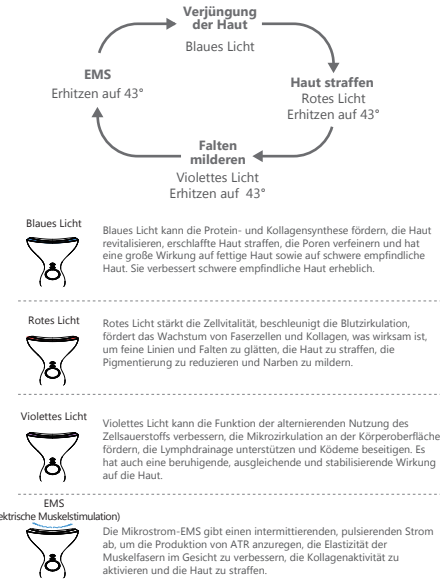 Verjüngung
der Haut
Blaues Licht
Haut straffen
Rotes Licht
Erhitzen auf 43°
Falten
milderen
Violettes Licht
Erhitzen auf 43°
EMS
Erhitzen auf 43°
Blaues Licht
Blaues Licht kann die Protein- und Kollagensynthese fördern, die Haut
revitalisieren, erschlaffte Haut straffen, die Poren verfeinern und hat
eine große Wirkung auf fettige Haut sowie auf schwere empfindliche
Haut. Sie verbessert schwere empfindliche Haut erheblich.
Rotes Licht
Rotes Licht stärkt die Zellvitalität, beschleunigt die Blutzirkulation,
fördert das Wachstum von Faserzellen und Kollagen, was wirksam ist,
um feine Linien und Falten zu glätten, die Haut zu straffen, die
Pigmentierung zu reduzieren und Narben zu mildern.
Violettes Licht
Violettes Licht kann die Funktion der alternierenden Nutzung des
Zellsauerstoffs verbessern, die Mikrozirkulation an der Körperoberfläche
fördern, die Lymphdrainage unterstützen und Ködeme beseitigen. Es
hat auch eine beruhigende, ausgleichende und stabilisierende Wirkung
auf die Haut.
EMS
ektrische Muskelstimulation)
Die Mikrostrom-EMS gibt einen intermittierenden, pulsierenden Strom
ab, um die Produktion von ATR anzuregen, die Elastizität der
Muskelfasern im Gesicht zu verbessern, die Kollagenaktivität zu
aktivieren und die Haut zu straffen.